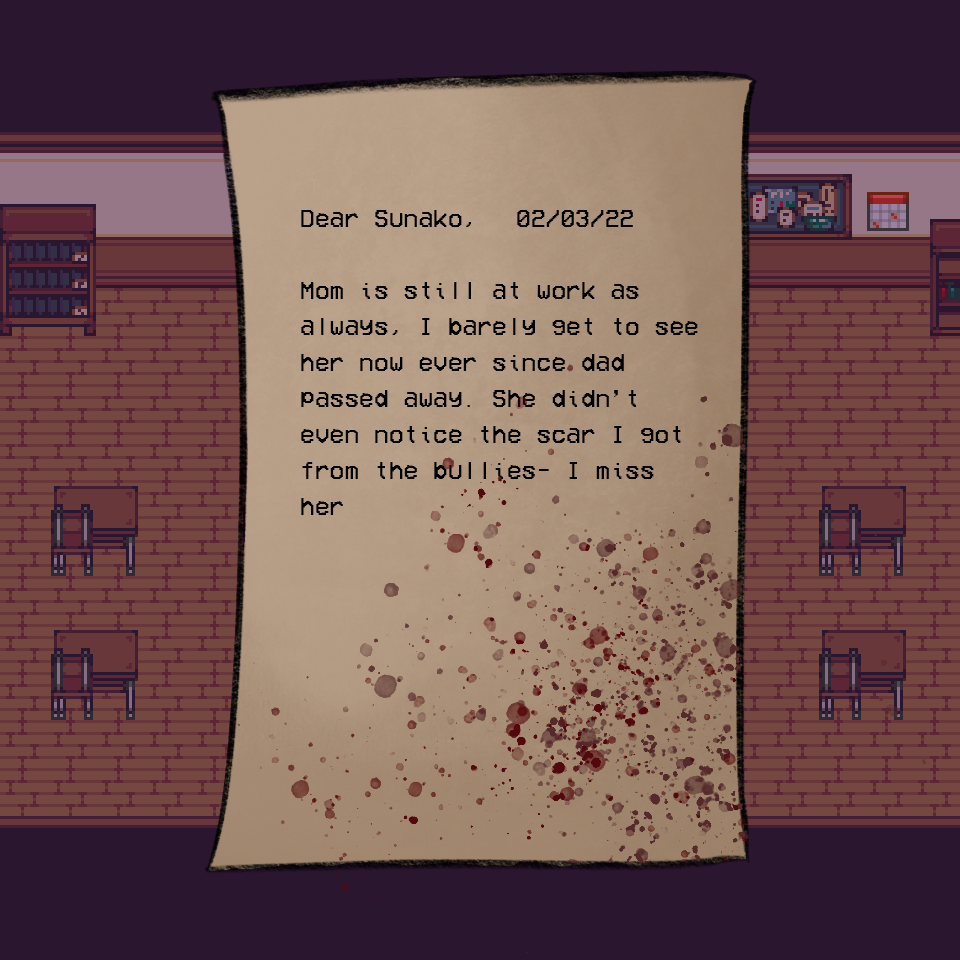 Dear Sunako,   02/03/22
Mom is still at work as
always, I barely get to see
her now ever since dad
passed away. She didn't
even notice the scar I got
from the bullies- I miss
her